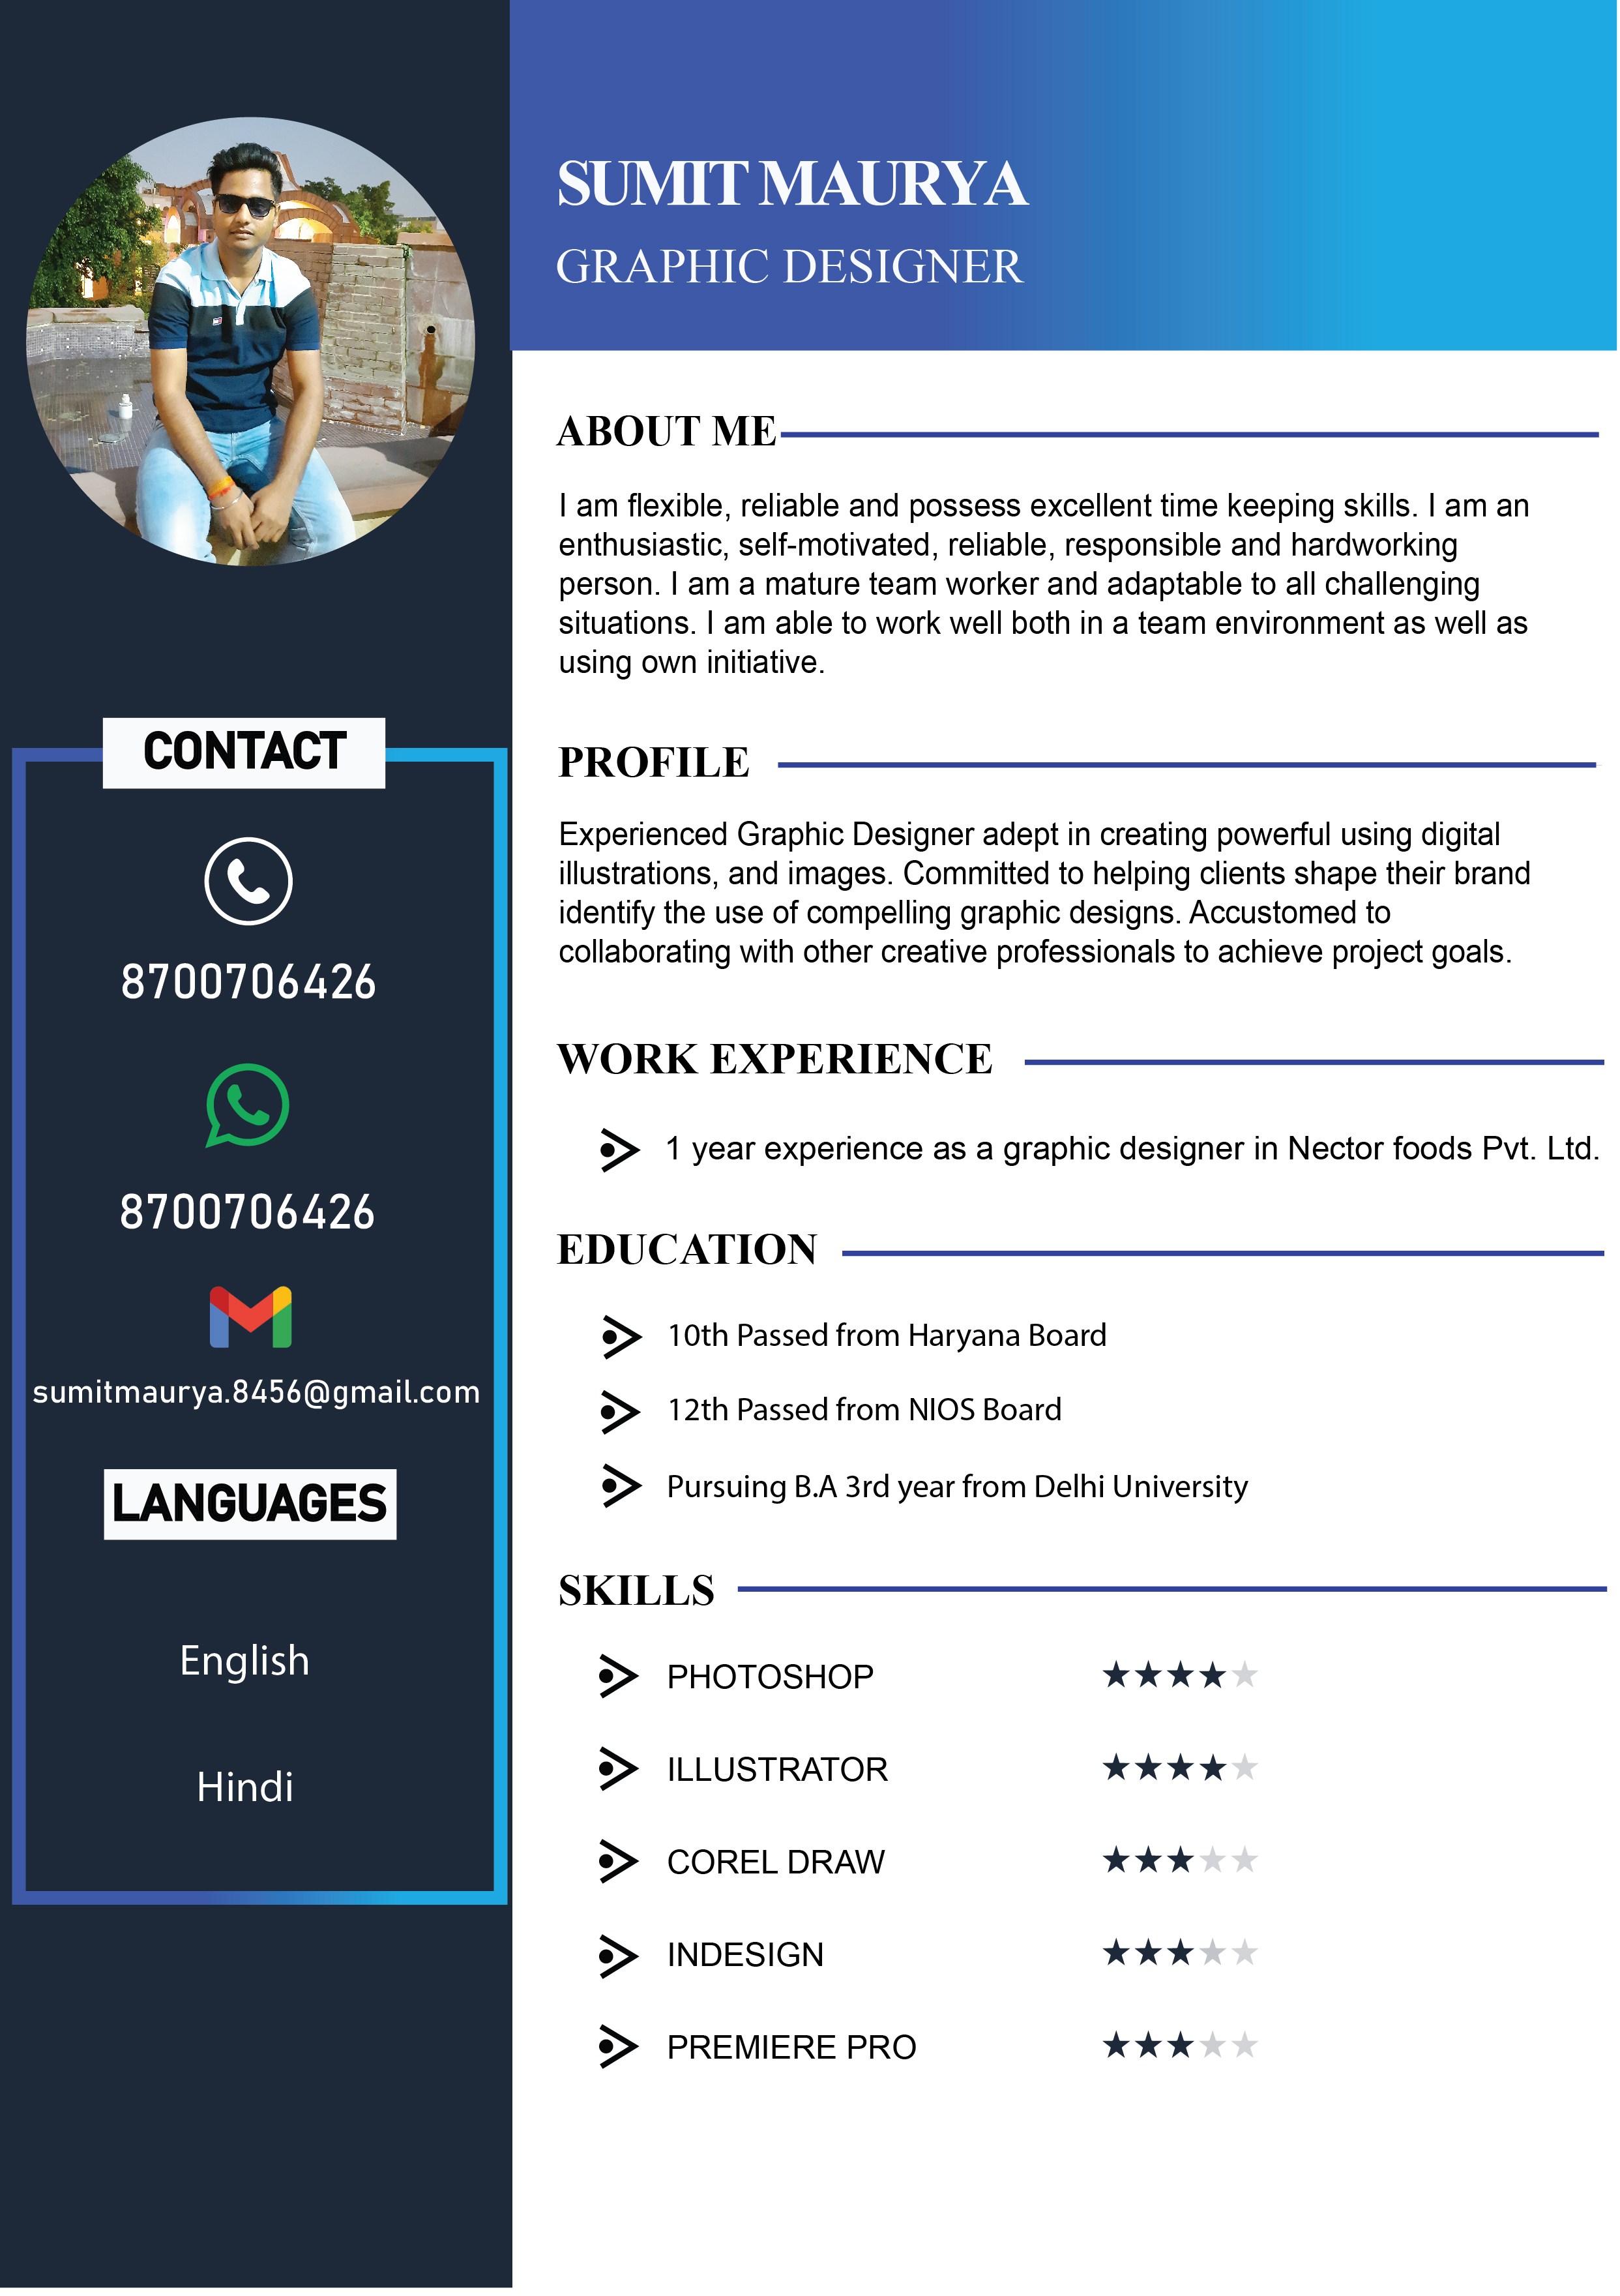 SUMIT MAURYA
GRAPHIC DESIGNER
CONTACT
8700706426
8700706426
sumitmaurya.8456@gmail.com
LANGUAGES
English
Hindi
ABOUT ME
I am flexible, reliable and possess excellent time keeping skills. I am an
enthusiastic, self-motivated, reliable, responsible and hardworking
person. I am a mature team worker and adaptable to all challenging
situations. I am able to work well both in a team environment as well as
using own initiative.
PROFILE
Experienced Graphic Designer adept in creating powerful using digital
illustrations, and images. Committed to helping clients shape their brand
identify the use of compelling graphic designs. Accustomed to
collaborating with other creative professionals to achieve project goals.
WORK EXPERIENCE
1 year experience as a graphic designer in Nector foods Pvt. Ltd.
EDUCATION
10th Passed from Haryana Board
12th Passed from NIOS Board
Pursuing B.A 3rd year from Delhi University
SKILLS
PHOTOSHOP
ILLUSTRATOR
COREL DRAW
INDESIGN
PREMIERE PRO